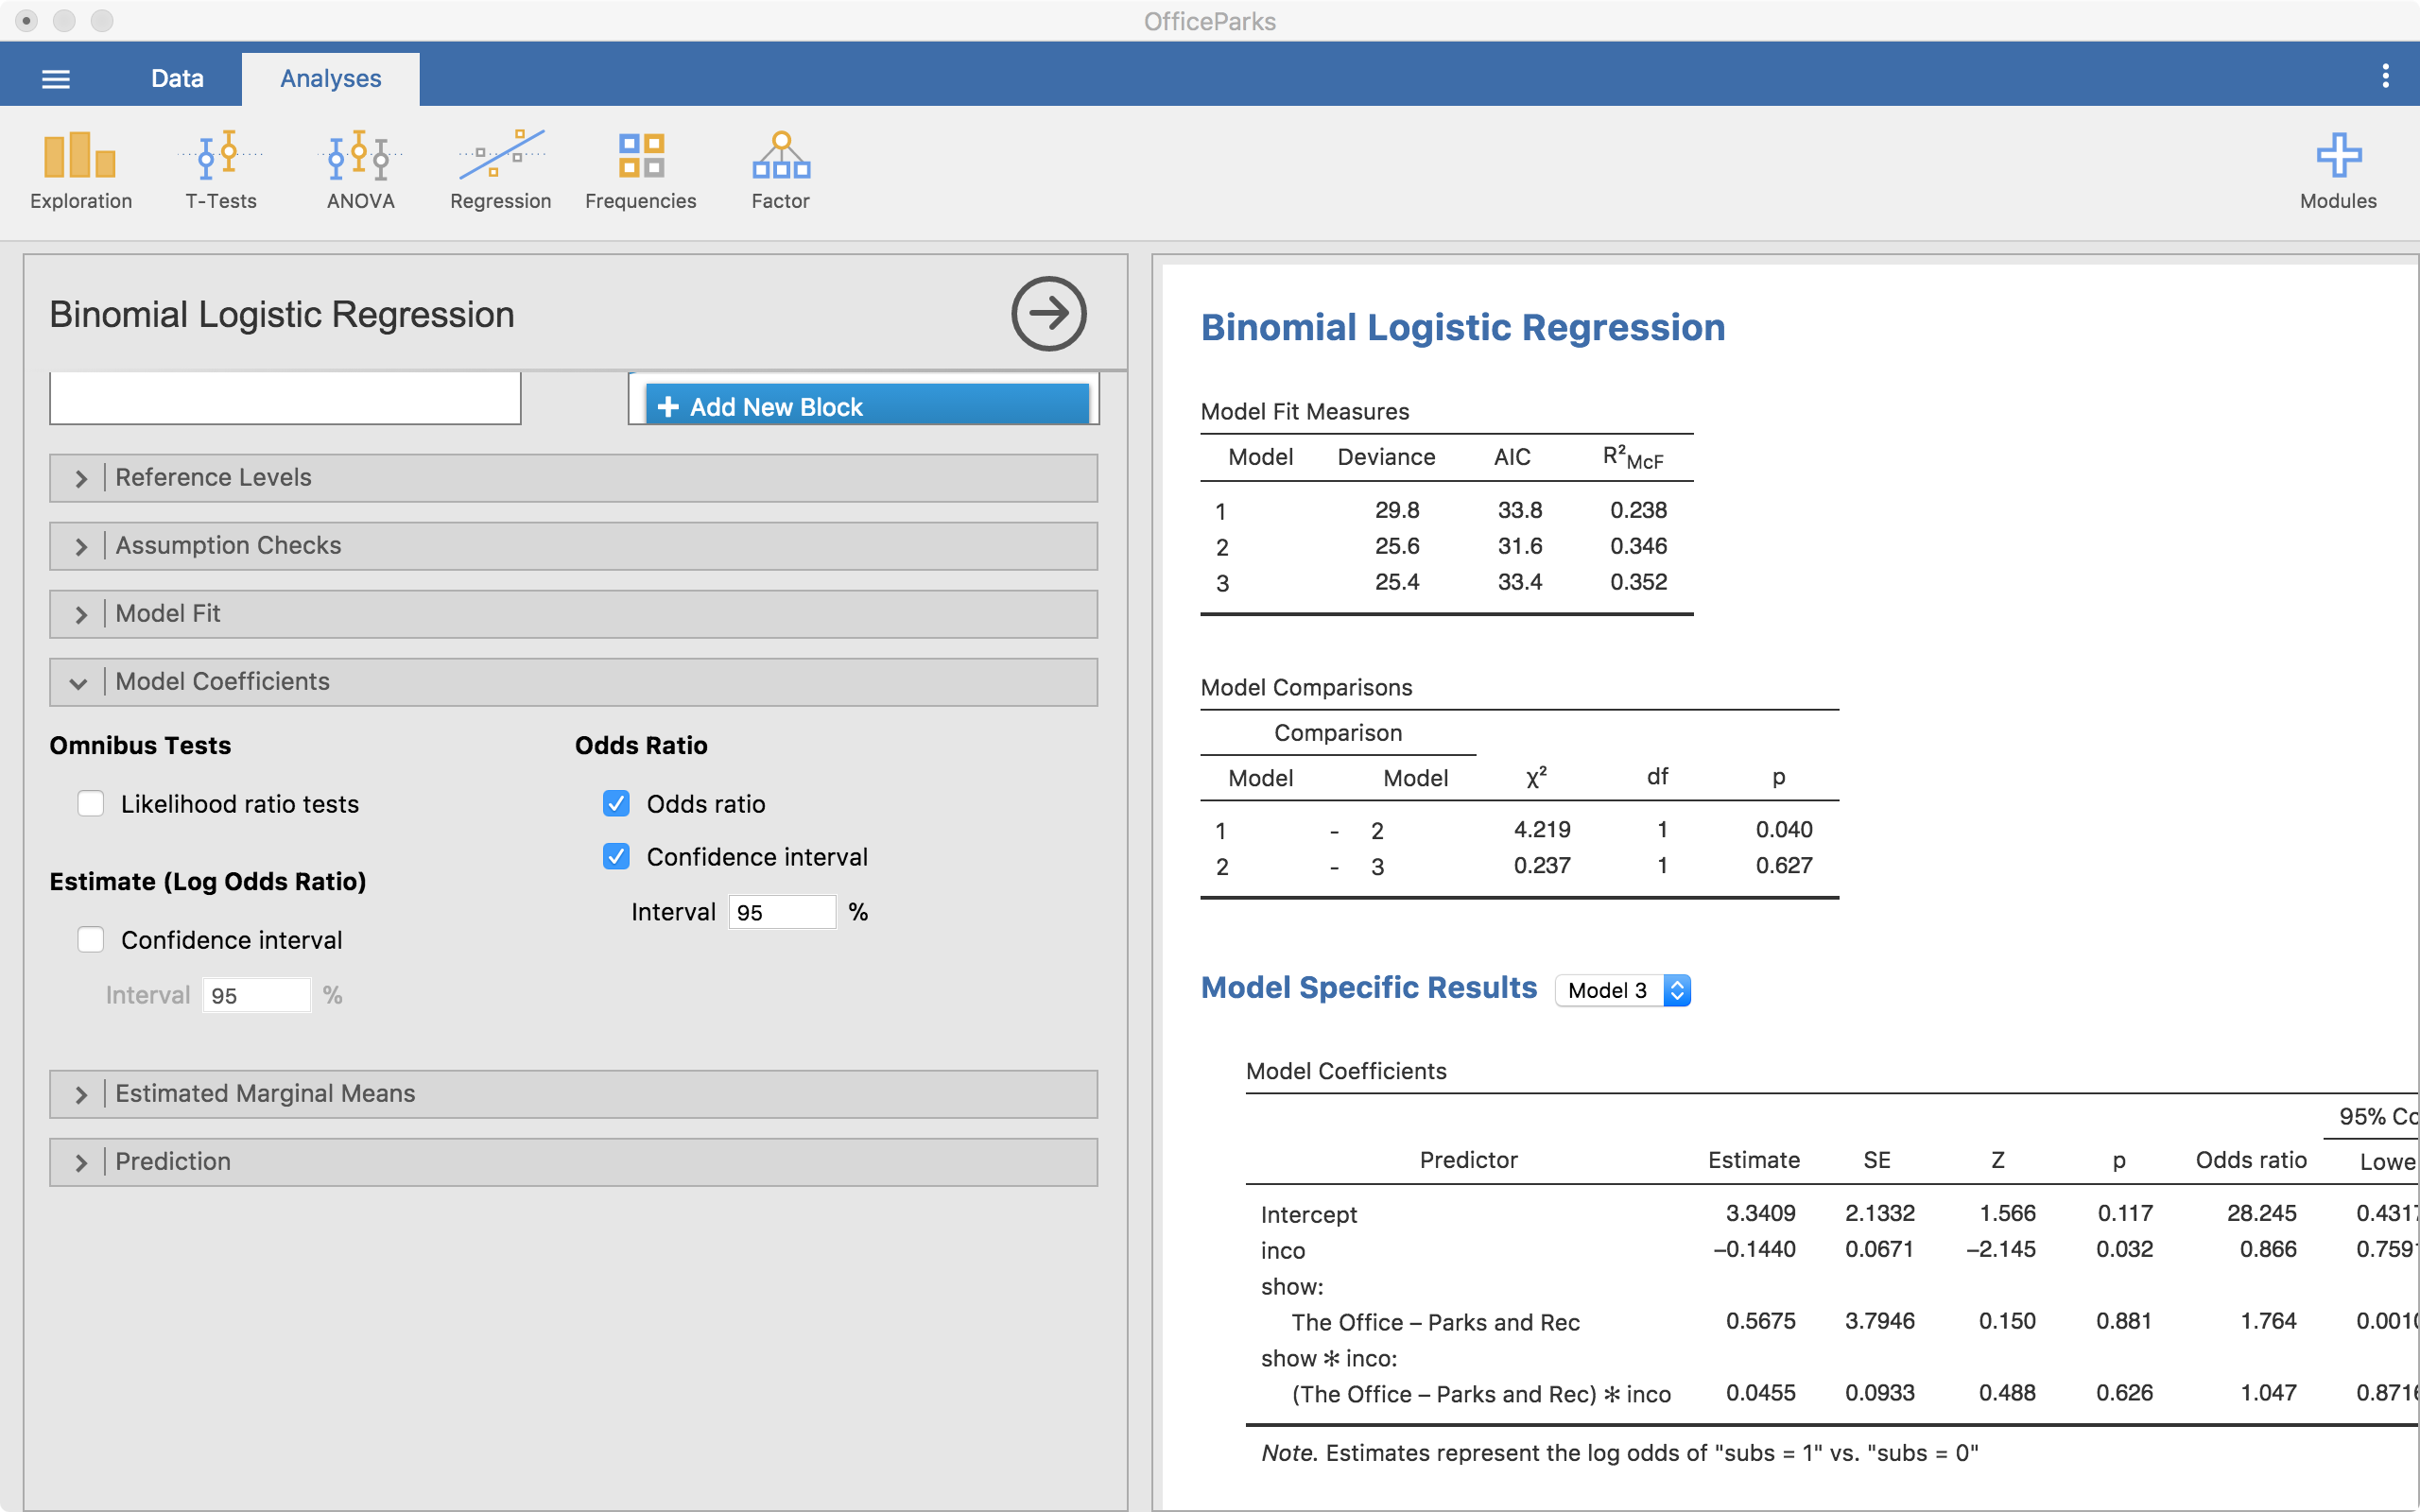 OfficeParks
Data
Analyses
Exploration
T-Tests
ANOVA
Regression
Frequencies
Factor
Modules
Binomial Logistic Regression
+ Add New Block
Reference Levels
Assumption Checks
Model Fit
Model Coefficients
Omnibus Tests
Likelihood ratio tests
Estimate (Log Odds Ratio)
Confidence interval
Interval 95 %
Odds Ratio
Odds ratio
Confidence interval
Interval 95 %
Estimated Marginal Means
Prediction
Binomial Logistic Regression
Model Fit Measures
Model Deviance AIC R²McF
1 29.8 33.8 0.238
2 25.6 31.6 0.346
3 25.4 33.4 0.352
Model Comparisons
Comparison
Model Model χ² df p
1 - 2 4.219 1 0.040
2 - 3 0.237 1 0.627
Model Specific Results Model 3
Model Coefficients
95% Co
Predictor Estimate SE Z p Odds ratio Lowe
Intercept 3.3409 2.1332 1.566 0.117 28.245 0.431
inco –0.1440 0.0671 –2.145 0.032 0.866 0.759
show:
The Office – Parks and Rec 0.5675 3.7946 0.150 0.881 1.764 0.001
show ✻ inco:
(The Office – Parks and Rec) ✻ inco 0.0455 0.0933 0.488 0.626 1.047 0.871
Note. Estimates represent the log odds of "subs = 1" vs. "subs = 0"